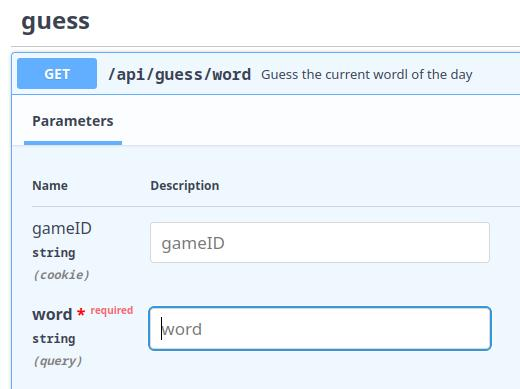 guess
GET /api/guess/word Guess the current wordl of the day
Parameters
Name Description
gameID gameID
string
(cookie)
word * required word
string
(query)